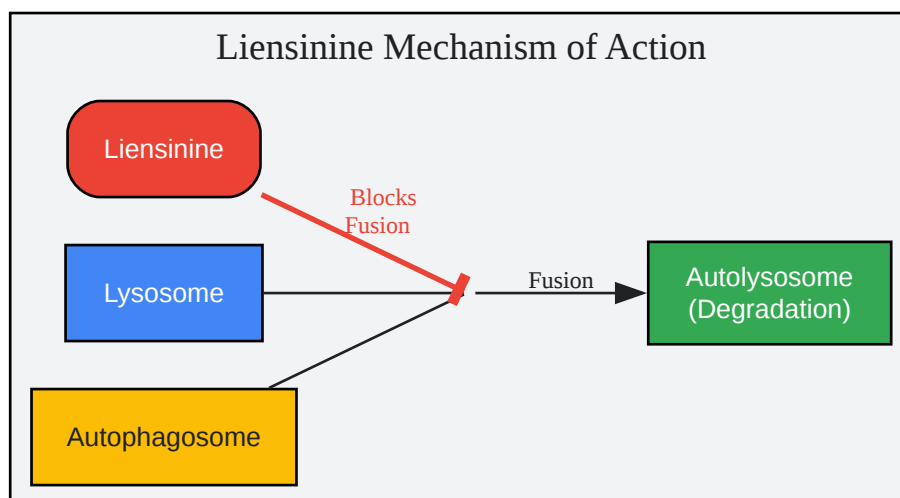 Liensinine Mechanism of Action
Liensinine
Blocks
Fusion
Lysosome
Fusion
Autolysosome
(Degradation)
Autophagosome